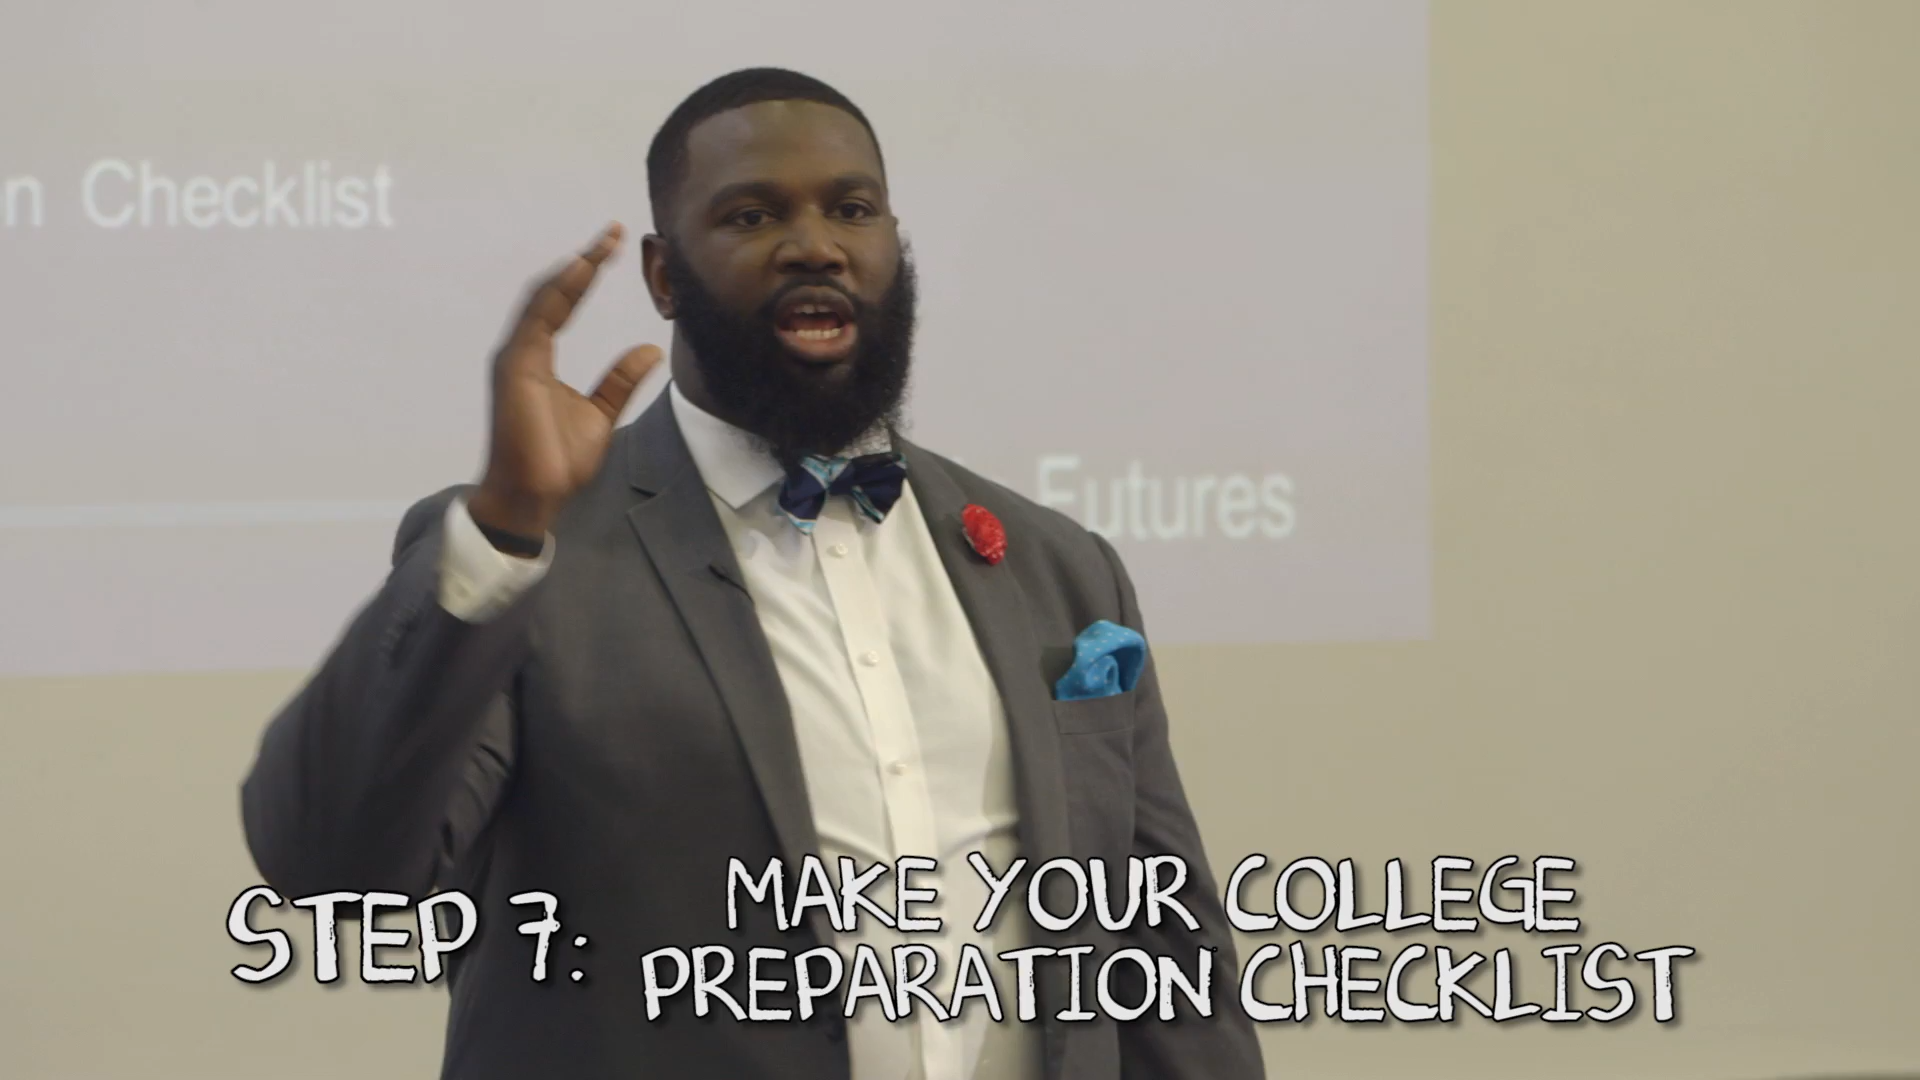 n Checklist
Futures
STEP 7:
MAKE YOUR COLLEGE
PREPARATION CHECKLIST